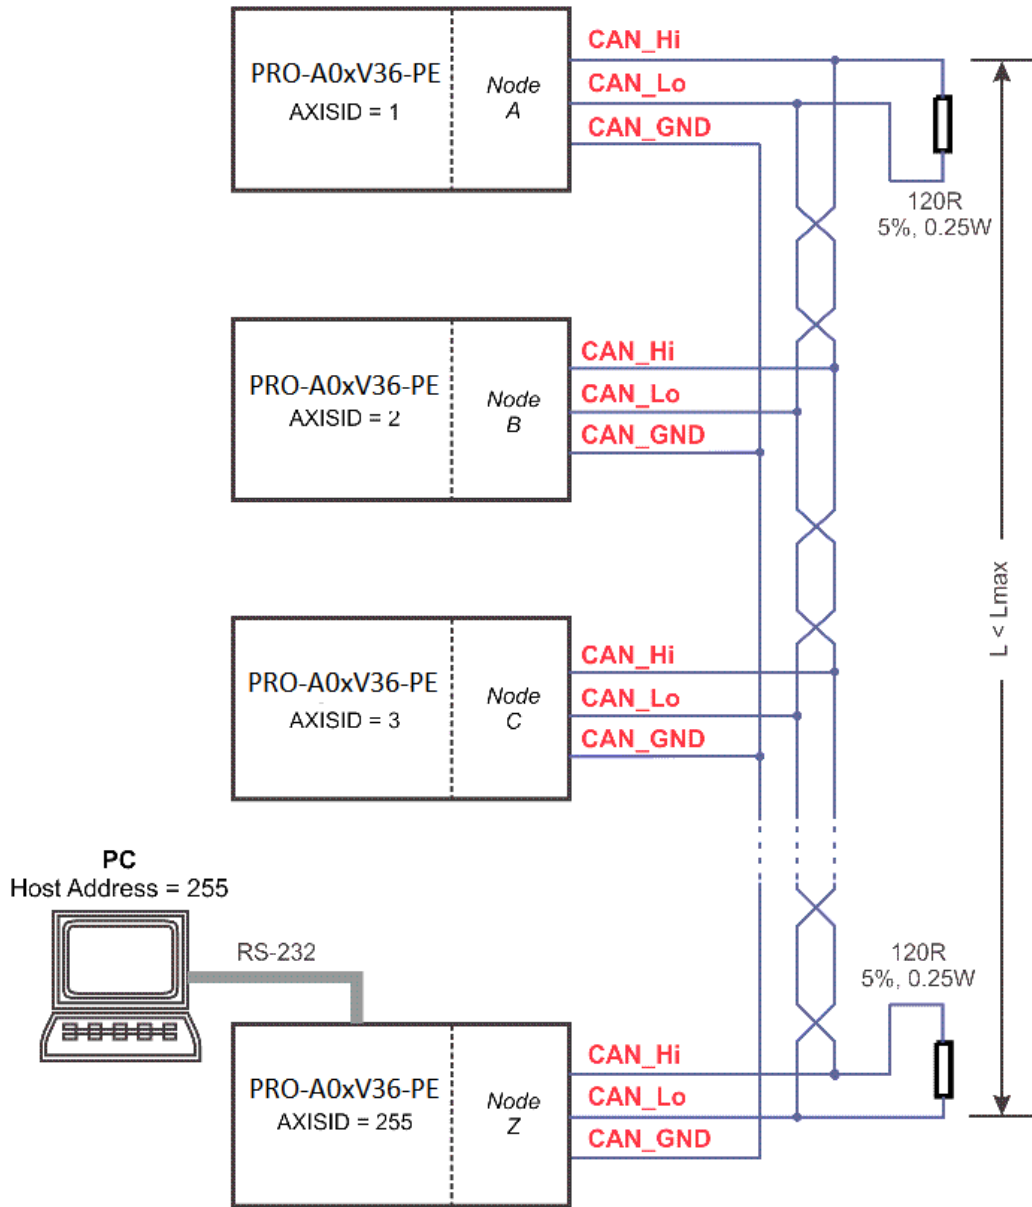 PRO-A0xV36-PE
AXISID = 1
Node
A
CAN_Hi
CAN_Lo
CAN_GND
120R
5%, 0.25W
PRO-A0xV36-PE
AXISID = 2
Node
B
CAN_Hi
CAN_Lo
CAN_GND
L < Lmax
PRO-A0xV36-PE
AXISID = 3
Node
C
CAN_Hi
CAN_Lo
CAN_GND
PC
Host Address = 255
RS-232
120R
5%, 0.25W
PRO-A0xV36-PE
AXISID = 255
Node
Z
CAN_Hi
CAN_Lo
CAN_GND